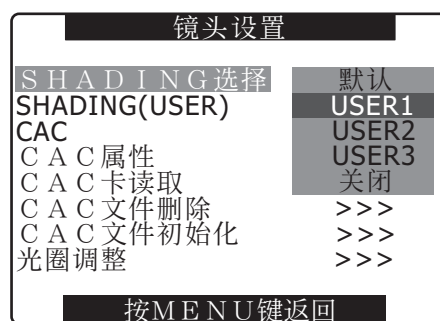 镜头设置
ＳＨＡＤＩＮＧ选择 默认
SHADING(USER) USER1
CAC USER2
ＣＡＣ属性 USER3
ＣＡＣ卡读取 关闭
ＣＡＣ文件删除 >>>
ＣＡＣ文件初始化 >>>
光圈调整 >>>
按ＭＥＮＵ键返回